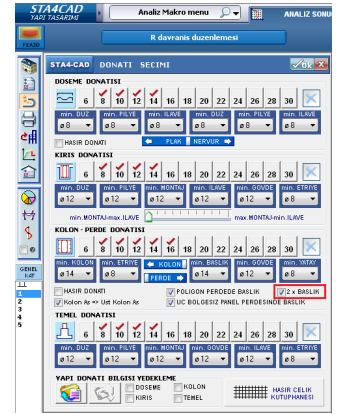 STA4CAD
YAPI TASARIMI
Analiz Makro menu
ANALIZ SONU
R davranis duzenlemesi
STA4-CAD DONATI SECIMI
Ok
DOSEME DONATISI
6 8 10 12 14 16 18 20 22 24 26 28 30
min. DUZ min. PILYE min. ILAVE min. DUZ min. PILYE min. ILAVE
ø8 ø8 ø8 ø8 ø8 ø8
HASIR DONATI PLAK NERVUR
KIRIS DONATISI
6 8 10 12 14 16 18 20 22 24 26 28 30
min. DUZ min. PILYE min. MONTAJ min. ILAVE min. GOVDE min. ETRIYE
ø12 ø12 ø12 ø12 ø12 ø8
min.MONTAJ-max.ILAVE max.MONTAJ-min.ILAVE
KOLON - PERDE DONATISI
6 8 10 12 14 16 18 20 22 24 26 28 30
min. KOLON min. ETRIYE KOLON min. BASLIK min. GOVDE min. YATAY
ø14 ø8 PERDE ø14 ø12 ø8
HASIR DONATI POLIGON PERDEDE BASLIK 2 x BASLIK
Kolon As => Ust Kolon As UC BOLGESIZ PANEL PERDESINDE BASLIK
TEMEL DONATISI
6 8 10 12 14 16 18 20 22 24 26 28 30
min. DUZ min. PILYE min. MONTAJ min. GOVDE min. ILAVE min. ETRIYE
ø12 ø12 ø12 ø12 ø12 ø8
YAPI DONATI BILGISI YEDEKLEME
DOSEME KOLON
KIRIS TEMEL
HASIR CELIK
KUTUPHANESI
GENEL
KAT
1
2
3
4
5